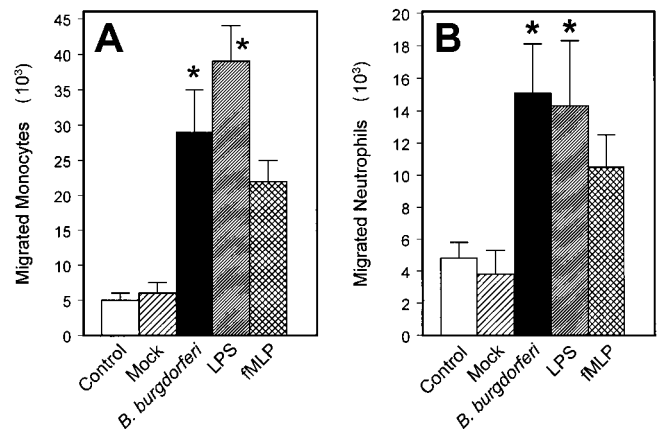 A
Migrated Monocytes (10³)
45
40
35
30
25
20
15
10
5
0
*
*
Control
Mock
B. burgdorferi
LPS
fMLP
B
Migrated Neutrophils (10³)
20
18
16
14
12
10
8
6
4
2
0
*
*
Control
Mock
B. burgdorferi
LPS
fMLP